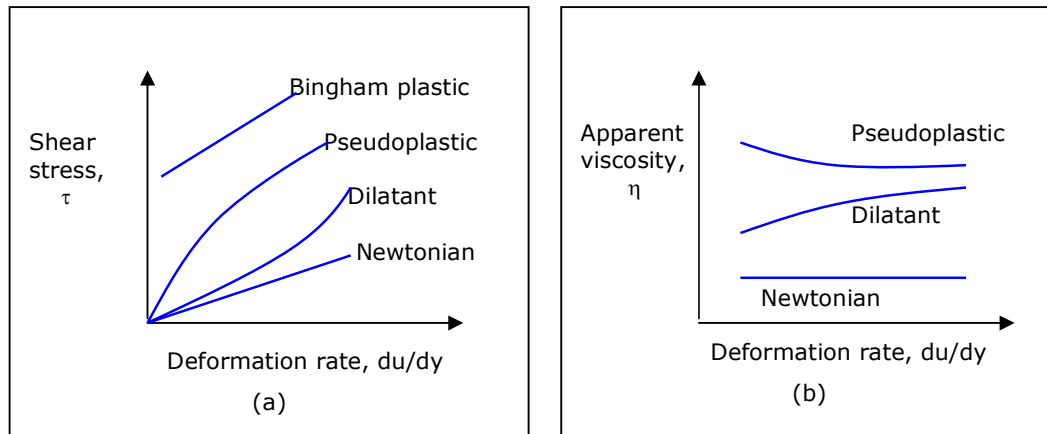 Bingham plastic
Shear
stress,
τ
Pseudoplastic
Dilatant
Newtonian
Deformation rate, du/dy
(a)
Apparent
viscosity,
η
Pseudoplastic
Dilatant
Newtonian
Deformation rate, du/dy
(b)